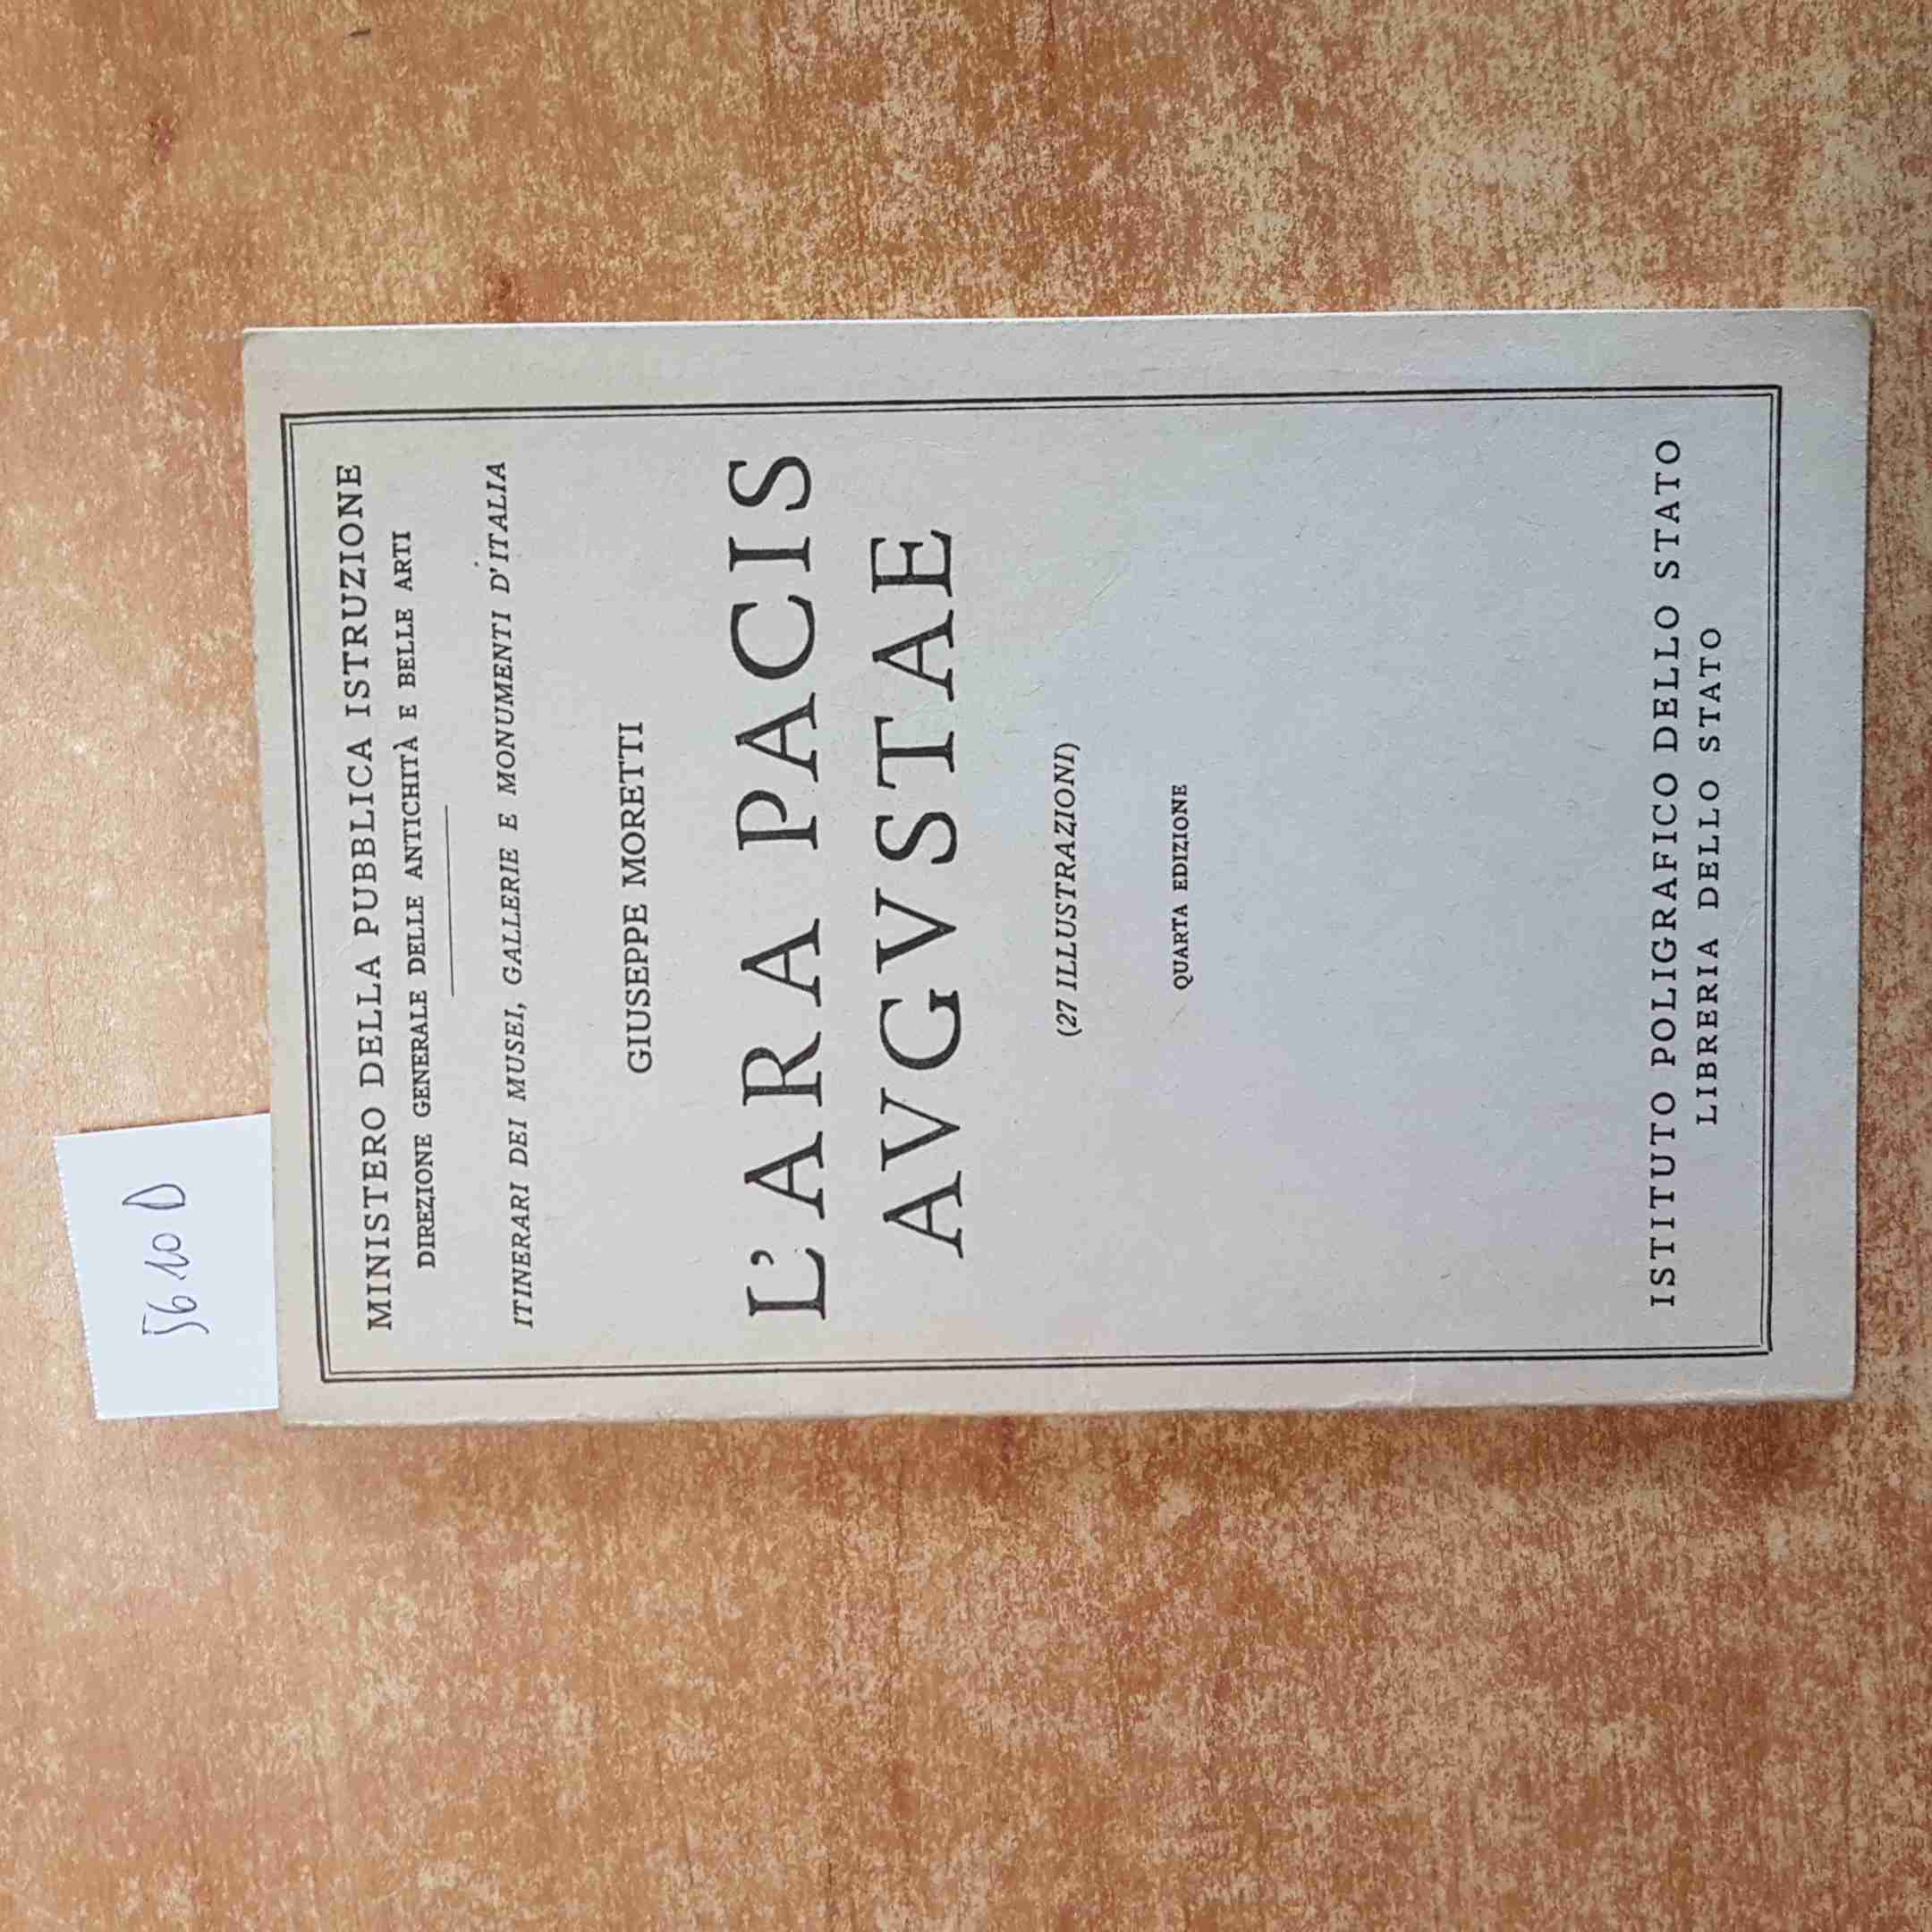 5610D
MINISTERO DELLA PUBBLICA ISTRUZIONE
DIREZIONE GENERALE DELLE ANTICHITÀ E BELLE ARTI
ITINERARI DEI MUSEI, GALLERIE E MONUMENTI D'ITALIA
GIUSEPPE MORETTI
L'ARA PACIS
AVGVSTAE
(27 ILLUSTRAZIONI)
QUARTA EDIZIONE
ISTITUTO POLIGRAFICO DELLO STATO
LIBRERIA DELLO STATO